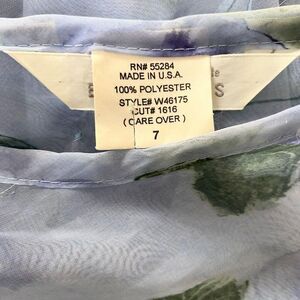 RN# 55284
MADE IN U.S.A.
100% POLYESTER
STYLE# W46175
CUT# 1616
( CARE OVER )
7